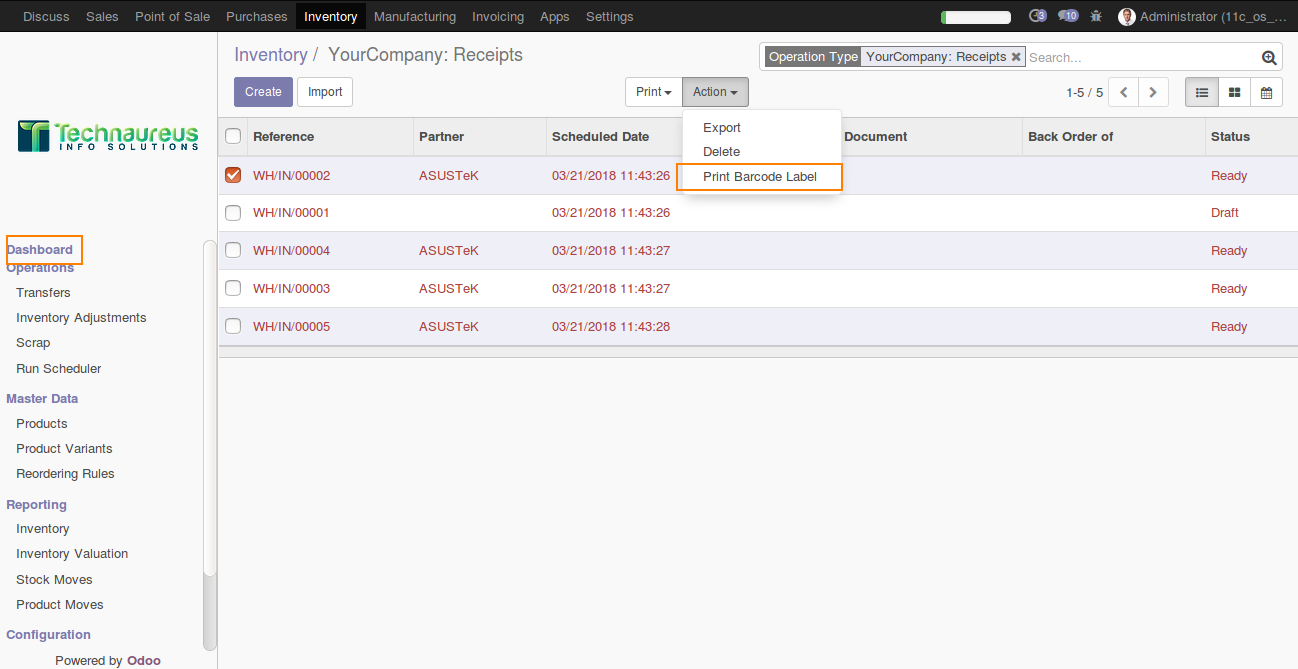 Discuss Sales Point of Sale Purchases Inventory Manufacturing Invoicing Apps Settings 3 10 Administrator (11c_os_...
Inventory / YourCompany: Receipts
Operation Type YourCompany: Receipts Search...
Create Import Print Action 1-5 / 5
Technaureus
INFO SOLUTIONS
Dashboard
Operations
Transfers
Inventory Adjustments
Scrap
Run Scheduler
Master Data
Products
Product Variants
Reordering Rules
Reporting
Inventory
Inventory Valuation
Stock Moves
Product Moves
Configuration
Powered by Odoo
Export
Delete
Print Barcode Label
Reference Partner Scheduled Date Document Back Order of Status
WH/IN/00002 ASUSTeK 03/21/2018 11:43:26 Ready
WH/IN/00001 03/21/2018 11:43:26 Draft
WH/IN/00004 ASUSTeK 03/21/2018 11:43:27 Ready
WH/IN/00003 ASUSTeK 03/21/2018 11:43:27 Ready
WH/IN/00005 ASUSTeK 03/21/2018 11:43:28 Ready